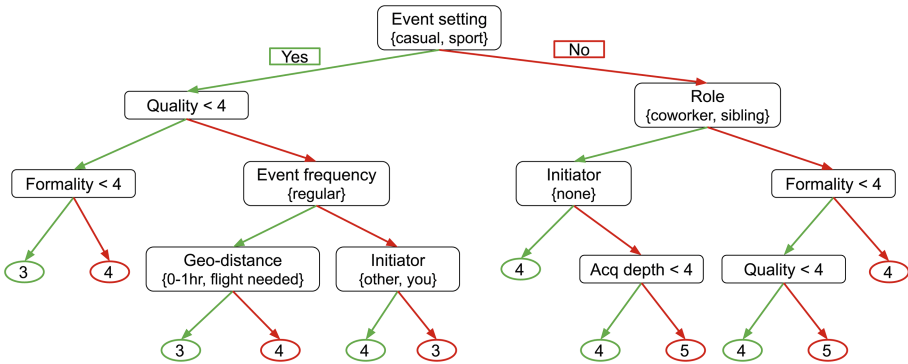 Event setting
{casual, sport}
Yes
No
Quality < 4
Role
{coworker, sibling}
Formality < 4
Event frequency
{regular}
Initiator
{none}
Formality < 4
3
4
Geo-distance
{0-1hr, flight needed}
Initiator
{other, you}
4
Acq depth < 4
Quality < 4
4
3
4
4
3
4
5
4
5